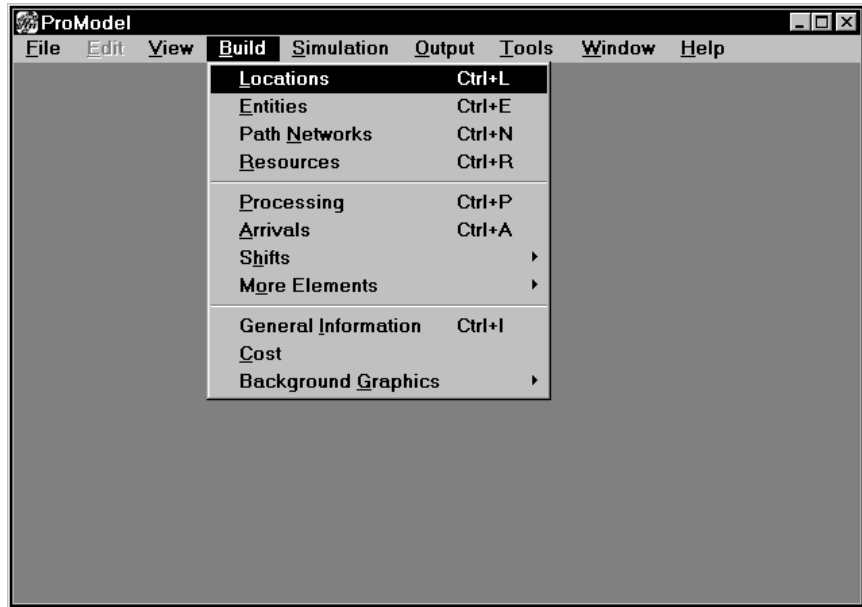 ProModel
File Edit View Build Simulation Output Tools Window Help
Locations Ctrl+L
Entities Ctrl+E
Path Networks Ctrl+N
Resources Ctrl+R
Processing Ctrl+P
Arrivals Ctrl+A
Shifts
More Elements
General Information Ctrl+I
Cost
Background Graphics